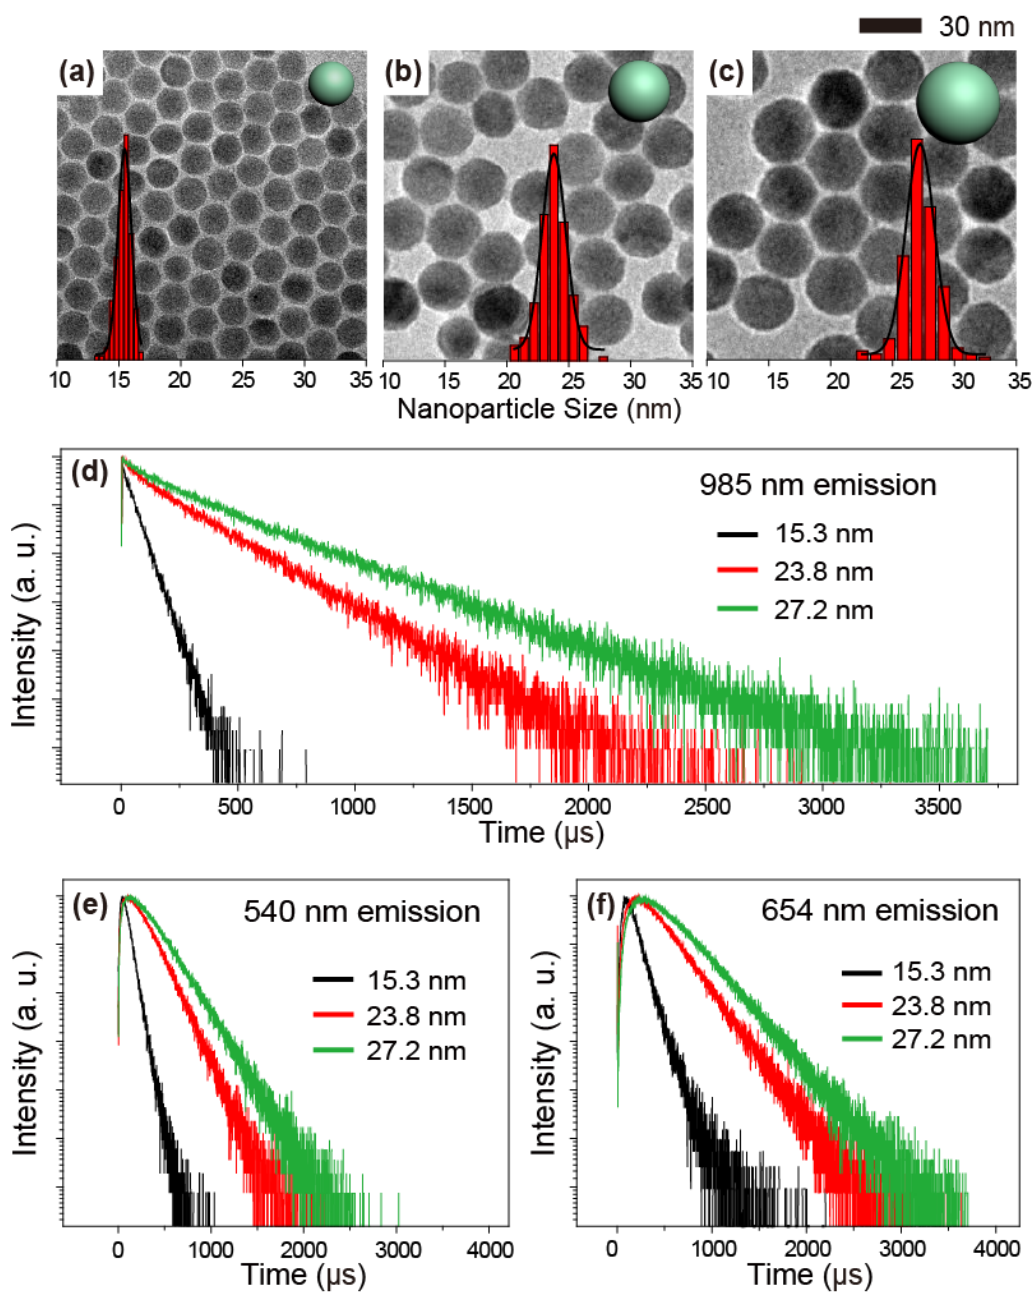 30 nm
(a) (b) (c)
10 15 20 25 30 35 10 20 25 30 35 10 20 25 30 35
Nanoparticle Size (nm)
(d)
985 nm emission
15.3 nm
23.8 nm
27.2 nm
Intensity (a. u.)
0 500 1000 1500 2000 2500 3000 3500
Time (µs)
(e)
540 nm emission
15.3 nm
23.8 nm
27.2 nm
Intensity (a. u.)
0 1000 2000 3000 4000
Time (µs)
(f)
654 nm emission
15.3 nm
23.8 nm
27.2 nm
Intensity (a. u.)
0 1000 2000 3000 4000
Time (µs)